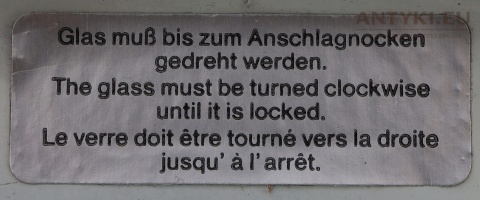 ANTYKI.EU
Glas muß bis zum Anschlagnocken
gedreht werden.
The glass must be turned clockwise
until it is locked.
Le verre doit être tourné vers la droite
jusqu' à l' arrêt.